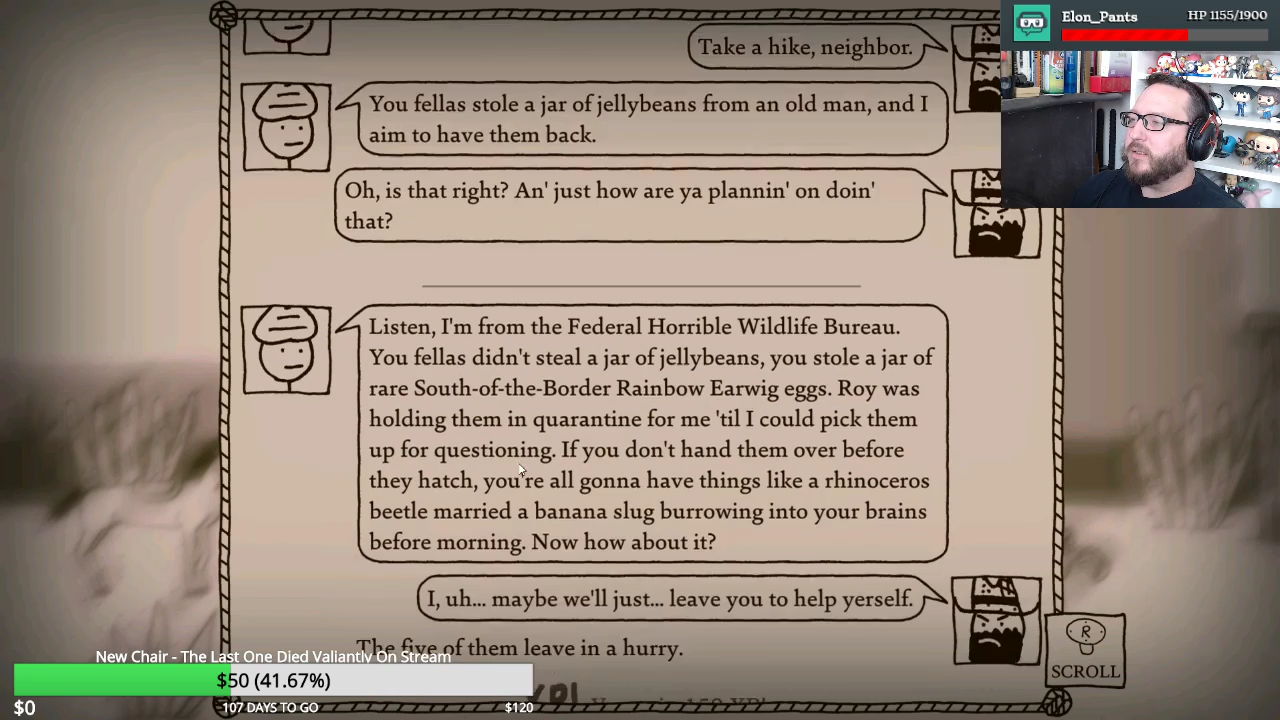 Elon_Pants
HP 1155/1900
Take a hike, neighbor.
You fellas stole a jar of jellybeans from an old man, and I
aim to have them back.
Oh, is that right? An' just how are ya plannin' on doin'
that?
Listen, I'm from the Federal Horrible Wildlife Bureau.
You fellas didn't steal a jar of jellybeans, you stole a jar of
rare South-of-the-Border Rainbow Earwig eggs. Roy was
holding them in quarantine for me 'til I could pick them
up for questioning. If you don't hand them over before
they hatch, you're all gonna have things like a rhinoceros
beetle married a banana slug burrowing into your brains
before morning. Now how about it?
I, uh... maybe we'll just... leave you to help yerself.
The five of them leave in a hurry.
R
SCROLL
New Chair - The Last One Died Valiantly On Stream
$50 (41.67%)
$0
107 DAYS TO GO
$120